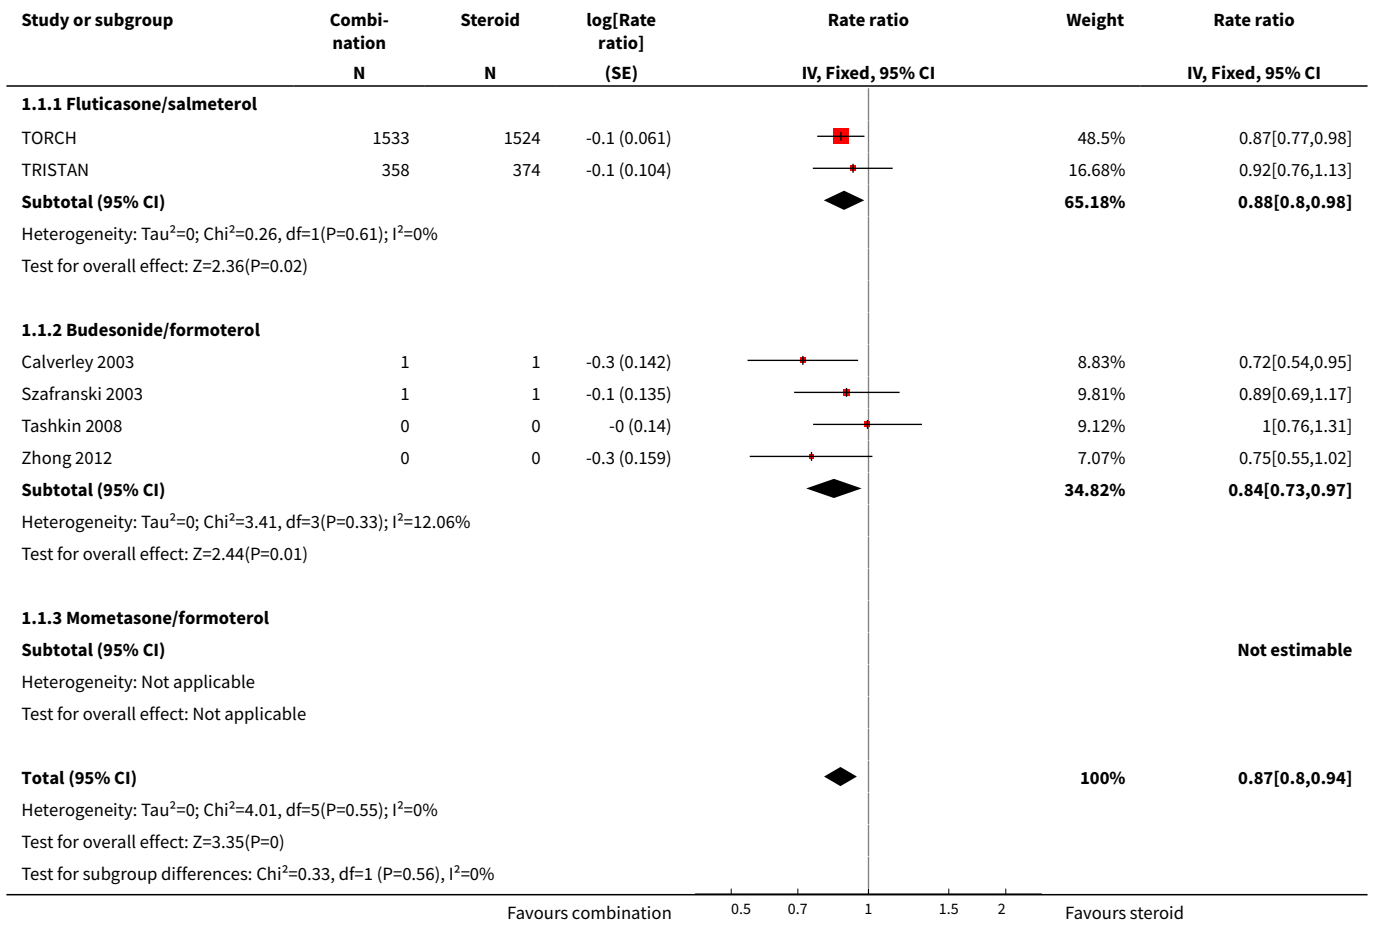 Study or subgroup Combi- Steroid log[Rate Rate ratio Weight Rate ratio
nation ratio]
N N (SE) IV, Fixed, 95% CI IV, Fixed, 95% CI
1.1.1 Fluticasone/salmeterol
TORCH 1533 1524 -0.1 (0.061) 48.5% 0.87[0.77,0.98]
TRISTAN 358 374 -0.1 (0.104) 16.68% 0.92[0.76,1.13]
Subtotal (95% CI) 65.18% 0.88[0.8,0.98]
Heterogeneity: Tau²=0; Chi²=0.26, df=1(P=0.61); I²=0%
Test for overall effect: Z=2.36(P=0.02)
1.1.2 Budesonide/formoterol
Calverley 2003 1 1 -0.3 (0.142) 8.83% 0.72[0.54,0.95]
Szafranski 2003 1 1 -0.1 (0.135) 9.81% 0.89[0.69,1.17]
Tashkin 2008 0 0 -0 (0.14) 9.12% 1[0.76,1.31]
Zhong 2012 0 0 -0.3 (0.159) 7.07% 0.75[0.55,1.02]
Subtotal (95% CI) 34.82% 0.84[0.73,0.97]
Heterogeneity: Tau²=0; Chi²=3.41, df=3(P=0.33); I²=12.06%
Test for overall effect: Z=2.44(P=0.01)
1.1.3 Mometasone/formoterol
Subtotal (95% CI) Not estimable
Heterogeneity: Not applicable
Test for overall effect: Not applicable
Total (95% CI) 100% 0.87[0.8,0.94]
Heterogeneity: Tau²=0; Chi²=4.01, df=5(P=0.55); I²=0%
Test for overall effect: Z=3.35(P=0)
Test for subgroup differences: Chi²=0.33, df=1 (P=0.56), I²=0%
Favours combination 0.5 0.7 1 1.5 2 Favours steroid